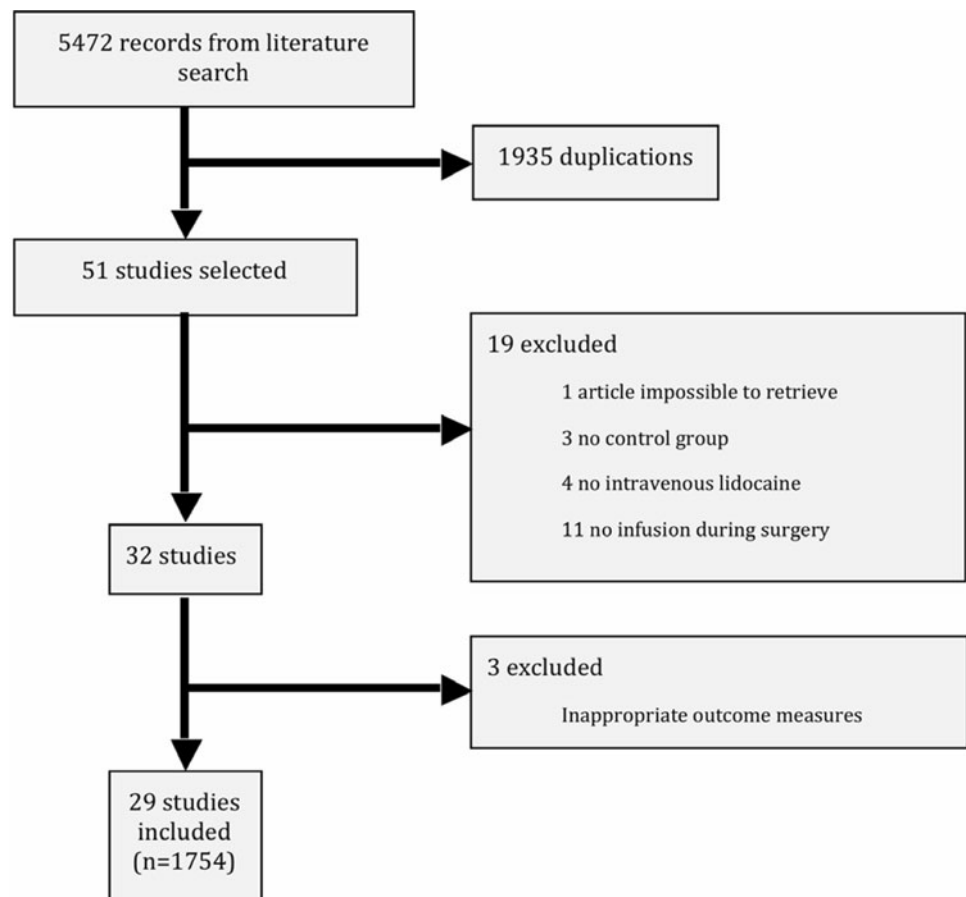 5472 records from literature
search
1935 duplications
51 studies selected
19 excluded
1 article impossible to retrieve
3 no control group
4 no intravenous lidocaine
11 no infusion during surgery
32 studies
3 excluded
Inappropriate outcome measures
29 studies
included
(n=1754)